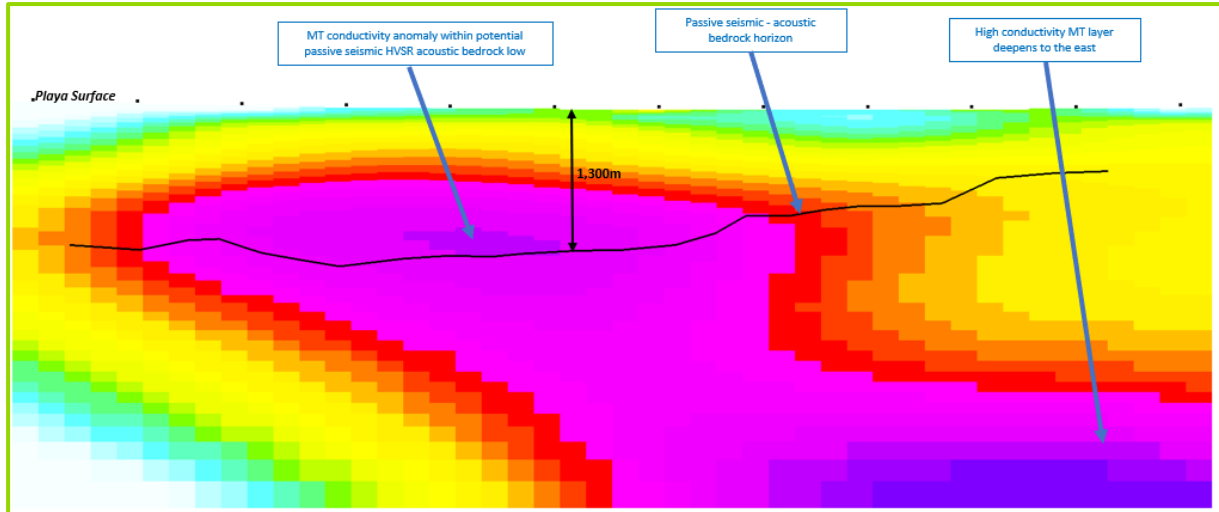 MT conductivity anomaly within potential
passive seismic HVSR acoustic bedrock low
Passive seismic - acoustic
bedrock horizon
High conductivity MT layer
deepens to the east
Playa Surface
1,300m